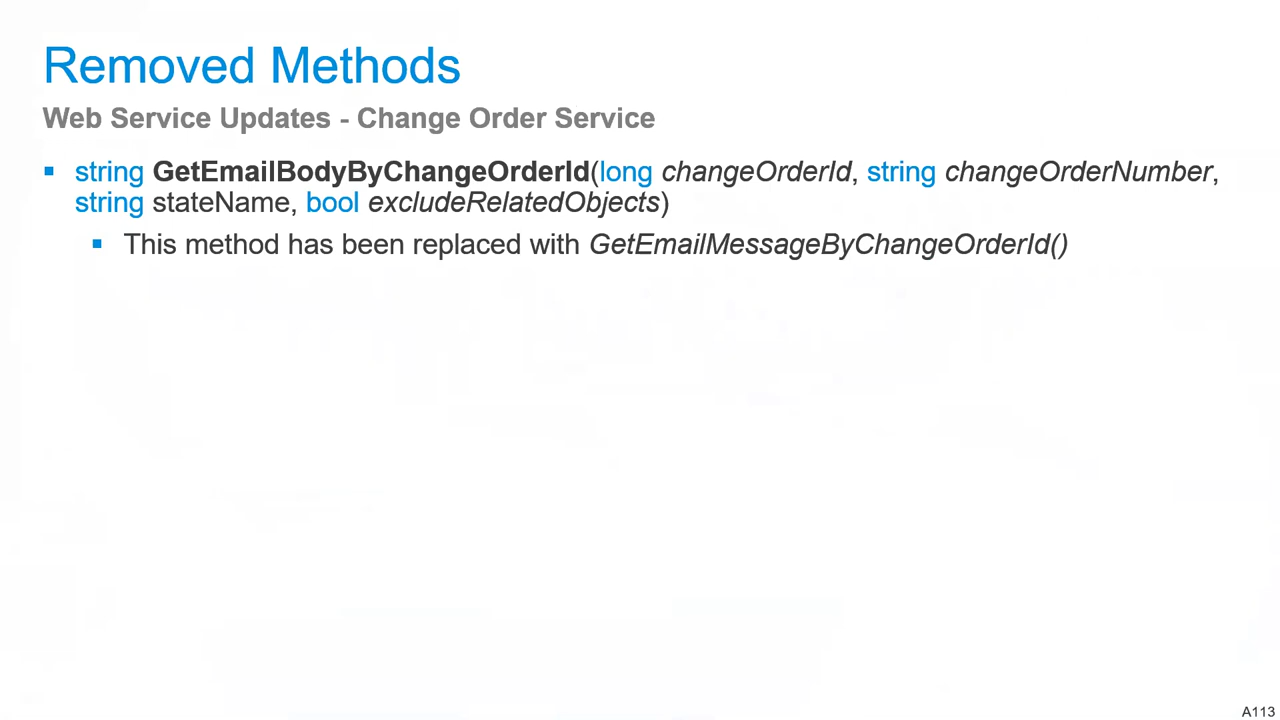 Removed Methods
Web Service Updates - Change Order Service
▪ string GetEmailBodyByChangeOrderId(long changeOrderId, string changeOrderNumber,
string stateName, bool excludeRelatedObjects)
▪ This method has been replaced with GetEmailMessageByChangeOrderId()
A113